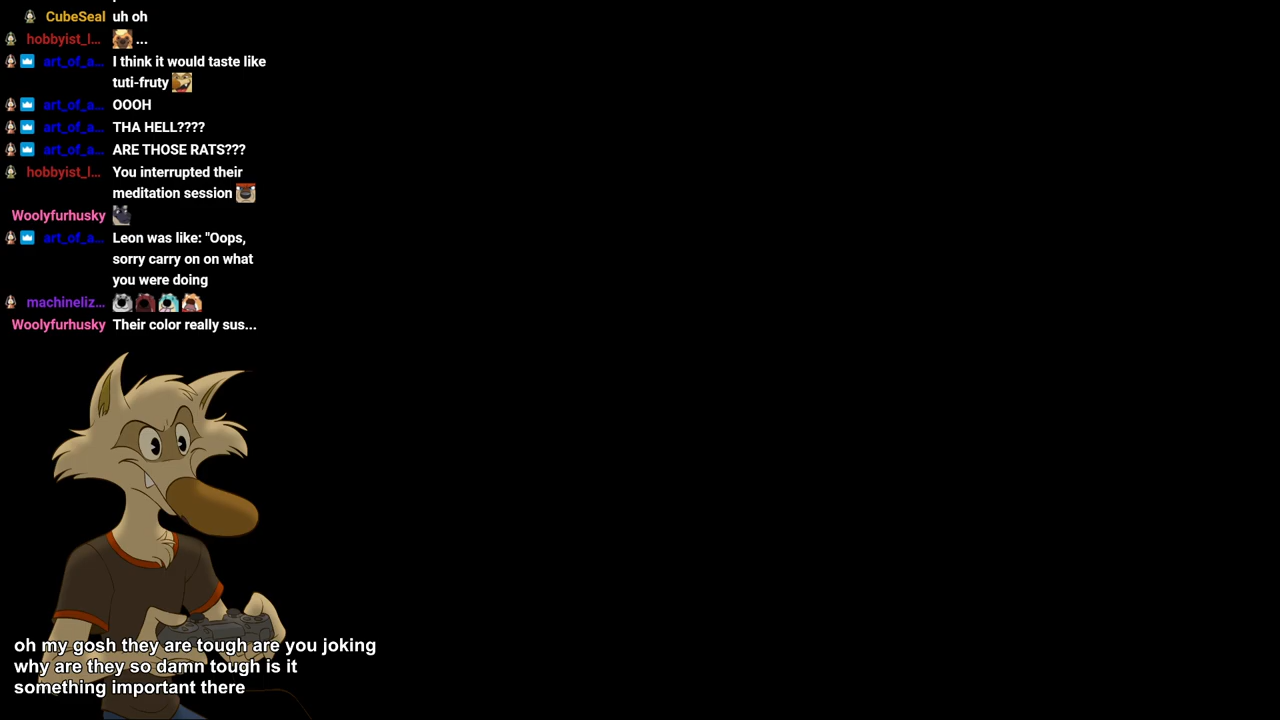 CubeSeal uh oh
hobbyist_l... ...
art_of_a... I think it would taste like
tuti-fruty
art_of_a... OOOH
art_of_a... THA HELL????
art_of_a... ARE THOSE RATS???
hobbyist_l... You interrupted their
meditation session
Woolyfurhusky
art_of_a... Leon was like: "Oops,
sorry carry on on what
you were doing
machineliz...
Woolyfurhusky Their color really sus...
oh my gosh they are tough are you joking
why are they so damn tough is it
something important there